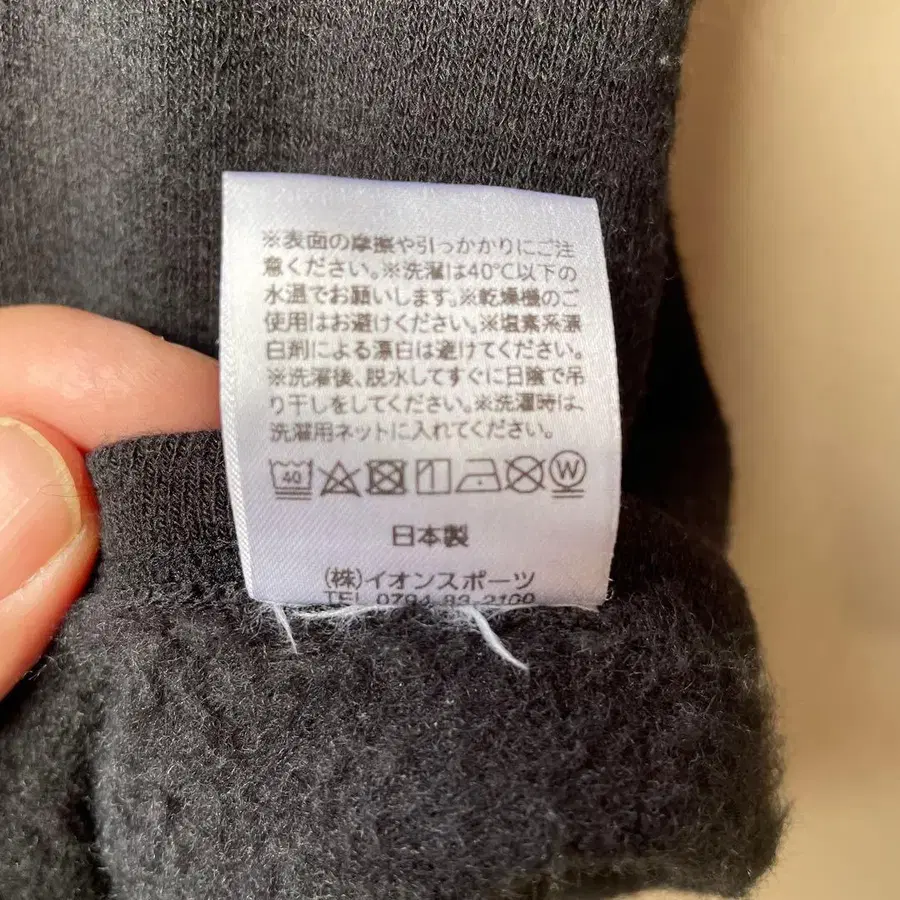 ※表面の摩擦や引っかかりにご注
意ください。※洗濯は40℃以下の
水温でお願いします。※乾燥機のご
使用はお避けください。※塩素系漂
白剤による漂白は避けてください。
※洗濯後、脱水してすぐに日陰で吊
り干しをしてください。※洗濯時は、
洗濯用ネットに入れてください。
40 W
日本製
(株)イオンスポーツ
TEL 0794-83-2100